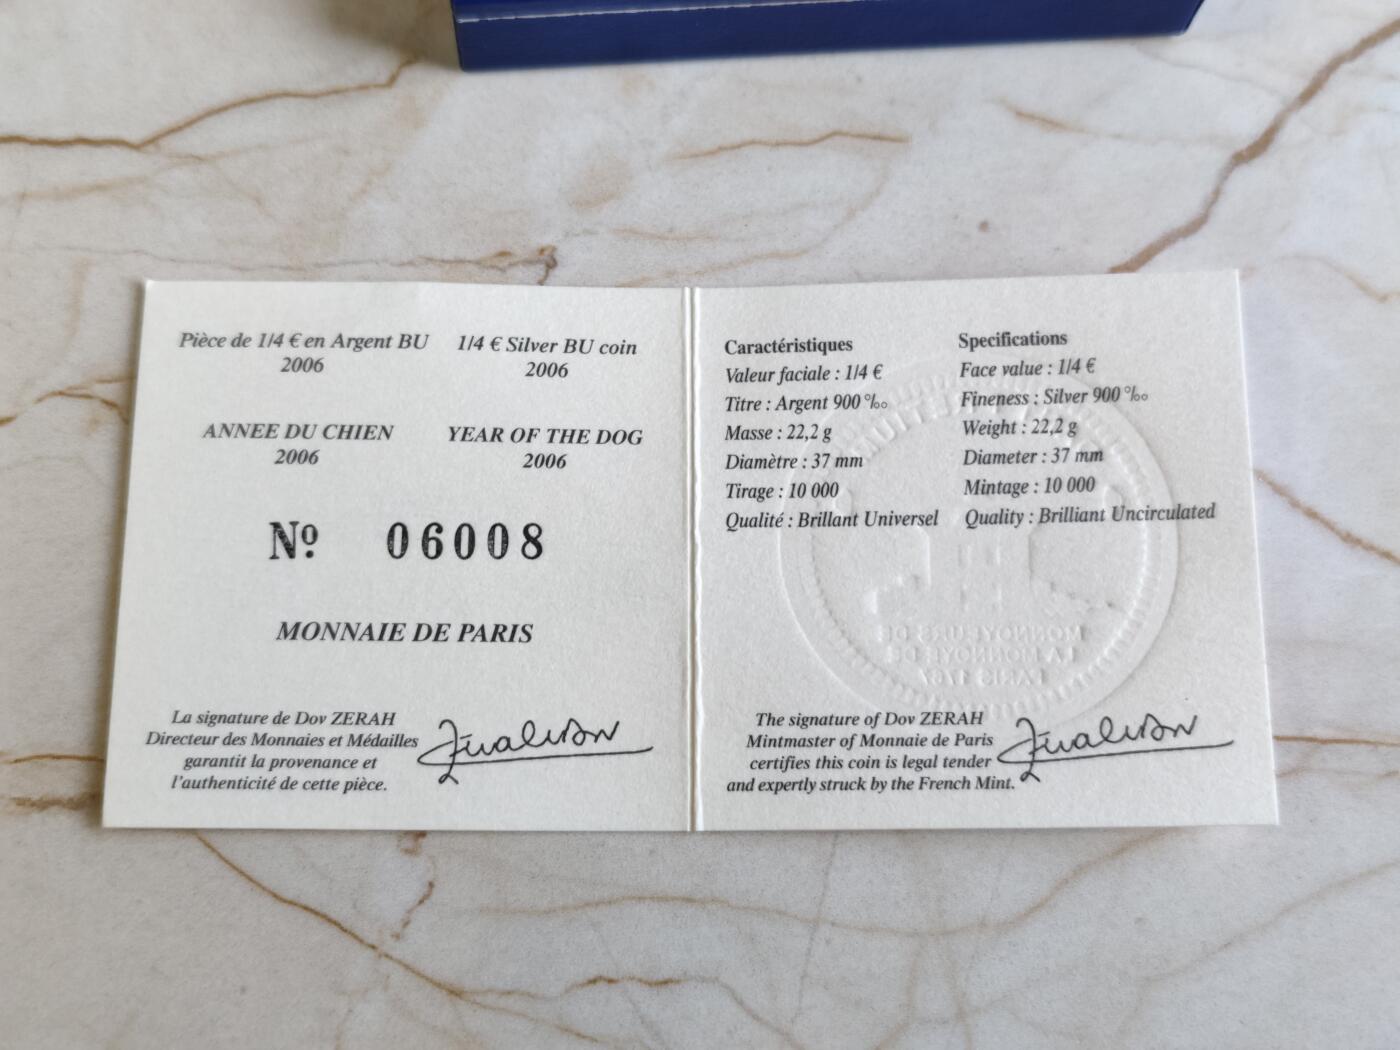 Pièce de 1/4 € en Argent BU
2006
1/4 € Silver BU coin
2006
ANNEE DU CHIEN
2006
YEAR OF THE DOG
2006
Nº 06008
MONNAIE DE PARIS
La signature de Dov ZERAH
Directeur des Monnaies et Médailles
garantit la provenance et
l'authenticité de cette pièce.
Caractéristiques
Valeur faciale : 1/4 €
Titre : Argent 900 ‰
Masse : 22,2 g
Diamètre : 37 mm
Tirage : 10 000
Qualité : Brillant Universel
Specifications
Face value : 1/4 €
Fineness : Silver 900 ‰
Weight : 22,2 g
Diameter : 37 mm
Mintage : 10 000
Quality : Brilliant Uncirculated
MONNOYEURS DE
LA MONNOYE DE
PARIS 1767
The signature of Dov ZERAH
Mintmaster of Monnaie de Paris
certifies this coin is legal tender
and expertly struck by the French Mint.